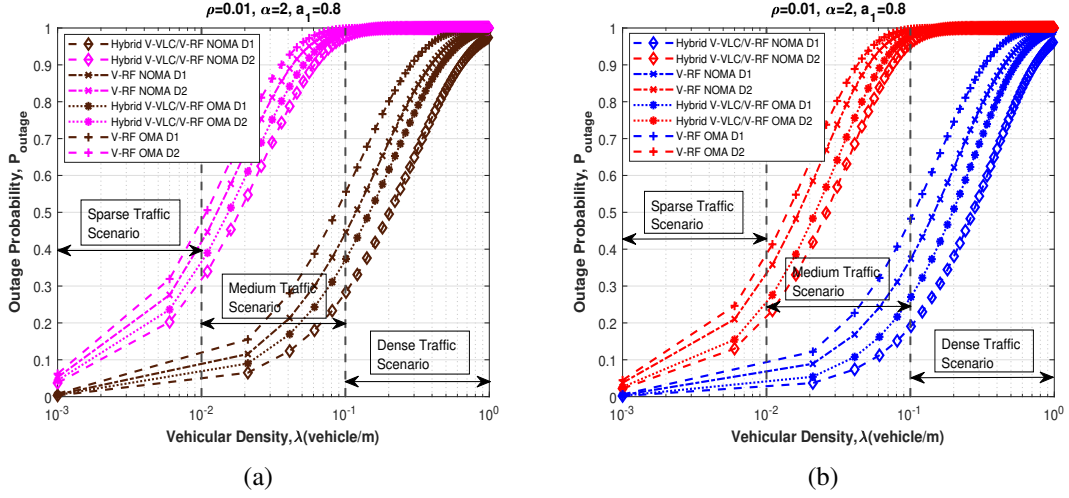 ρ=0.01, α=2, a1=0.8
Outage Probability, Poutage
1
0.9
0.8
0.7
0.6
0.5
0.4
0.3
0.2
0.1
0
Hybrid V-VLC/V-RF NOMA D1
Hybrid V-VLC/V-RF NOMA D2
V-RF NOMA D1
V-RF NOMA D2
Hybrid V-VLC/V-RF OMA D1
Hybrid V-VLC/V-RF OMA D2
V-RF OMA D1
V-RF OMA D2
Sparse Traffic
Scenario
Medium Traffic
Scenario
Dense Traffic
Scenario
10-3 10-2 10-1 100
Vehicular Density, λ(vehicle/m)
(a)
ρ=0.01, α=2, a1=0.8
Outage Probability, Poutage
1
0.9
0.8
0.7
0.6
0.5
0.4
0.3
0.2
0.1
0
Hybrid V-VLC/V-RF NOMA D1
Hybrid V-VLC/V-RF NOMA D2
V-RF NOMA D1
V-RF NOMA D2
Hybrid V-VLC/V-RF OMA D1
Hybrid V-VLC/V-RF OMA D2
V-RF OMA D1
V-RF OMA D2
Sparse Traffic
Scenario
Medium Traffic
Scenario
Dense Traffic
Scenario
10-3 10-2 10-1 100
Vehicular Density, λ(vehicle/m)
(b)